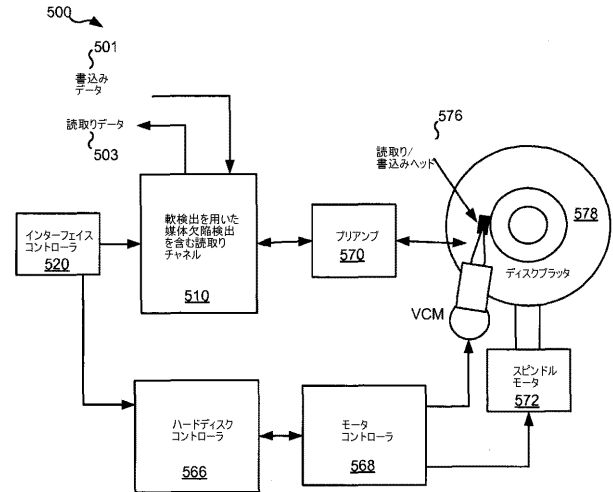 500
501
書込み
データ
読取りデータ
503
576
読取り/
書込みヘッド
578
ディスクプラッタ
軟検出を用いた
媒体欠陥検出
を含む読取り
チャネル
510
インターフェイス
コントローラ
520
プリアンプ
570
VCM
スピンドル
モータ
572
ハードディスク
コントローラ
566
モータ
コントローラ
568